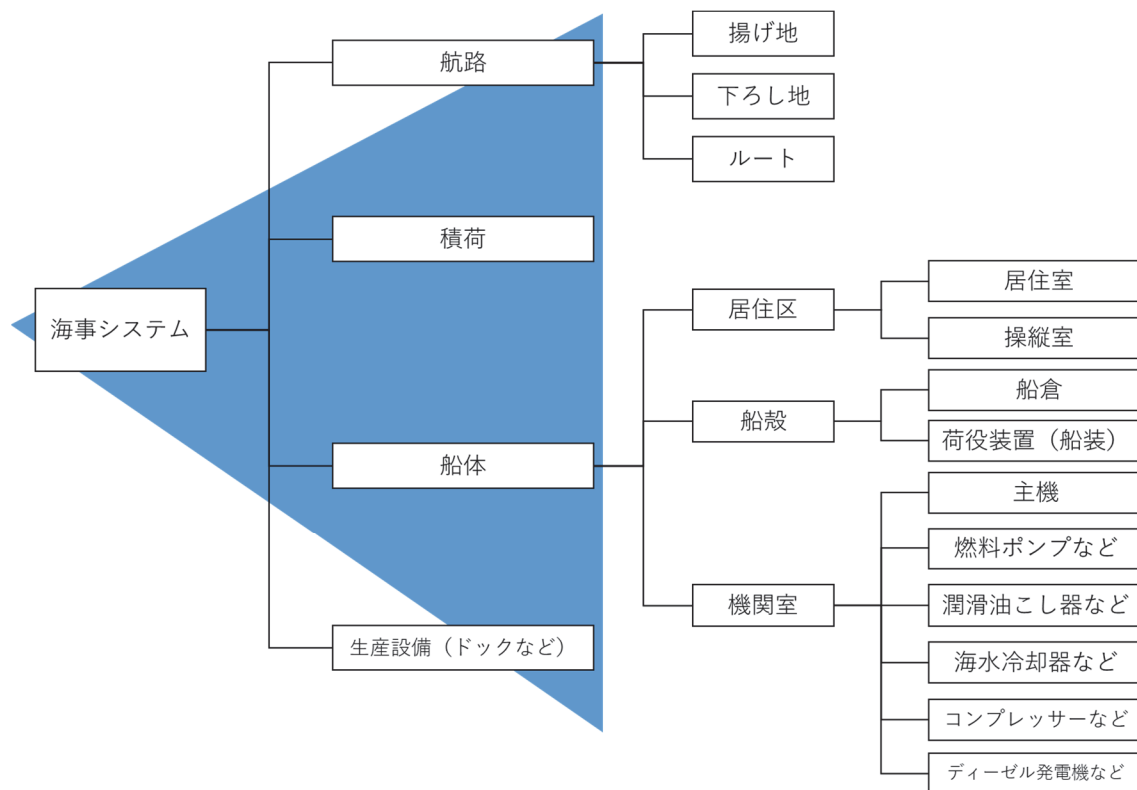 海事システム
航路
揚げ地
下ろし地
ルート
積荷
船体
居住区
居住室
操縦室
船殻
船倉
荷役装置（船装）
機関室
主機
燃料ポンプなど
潤滑油こし器など
海水冷却器など
コンプレッサーなど
ディーゼル発電機など
生産設備（ドックなど）